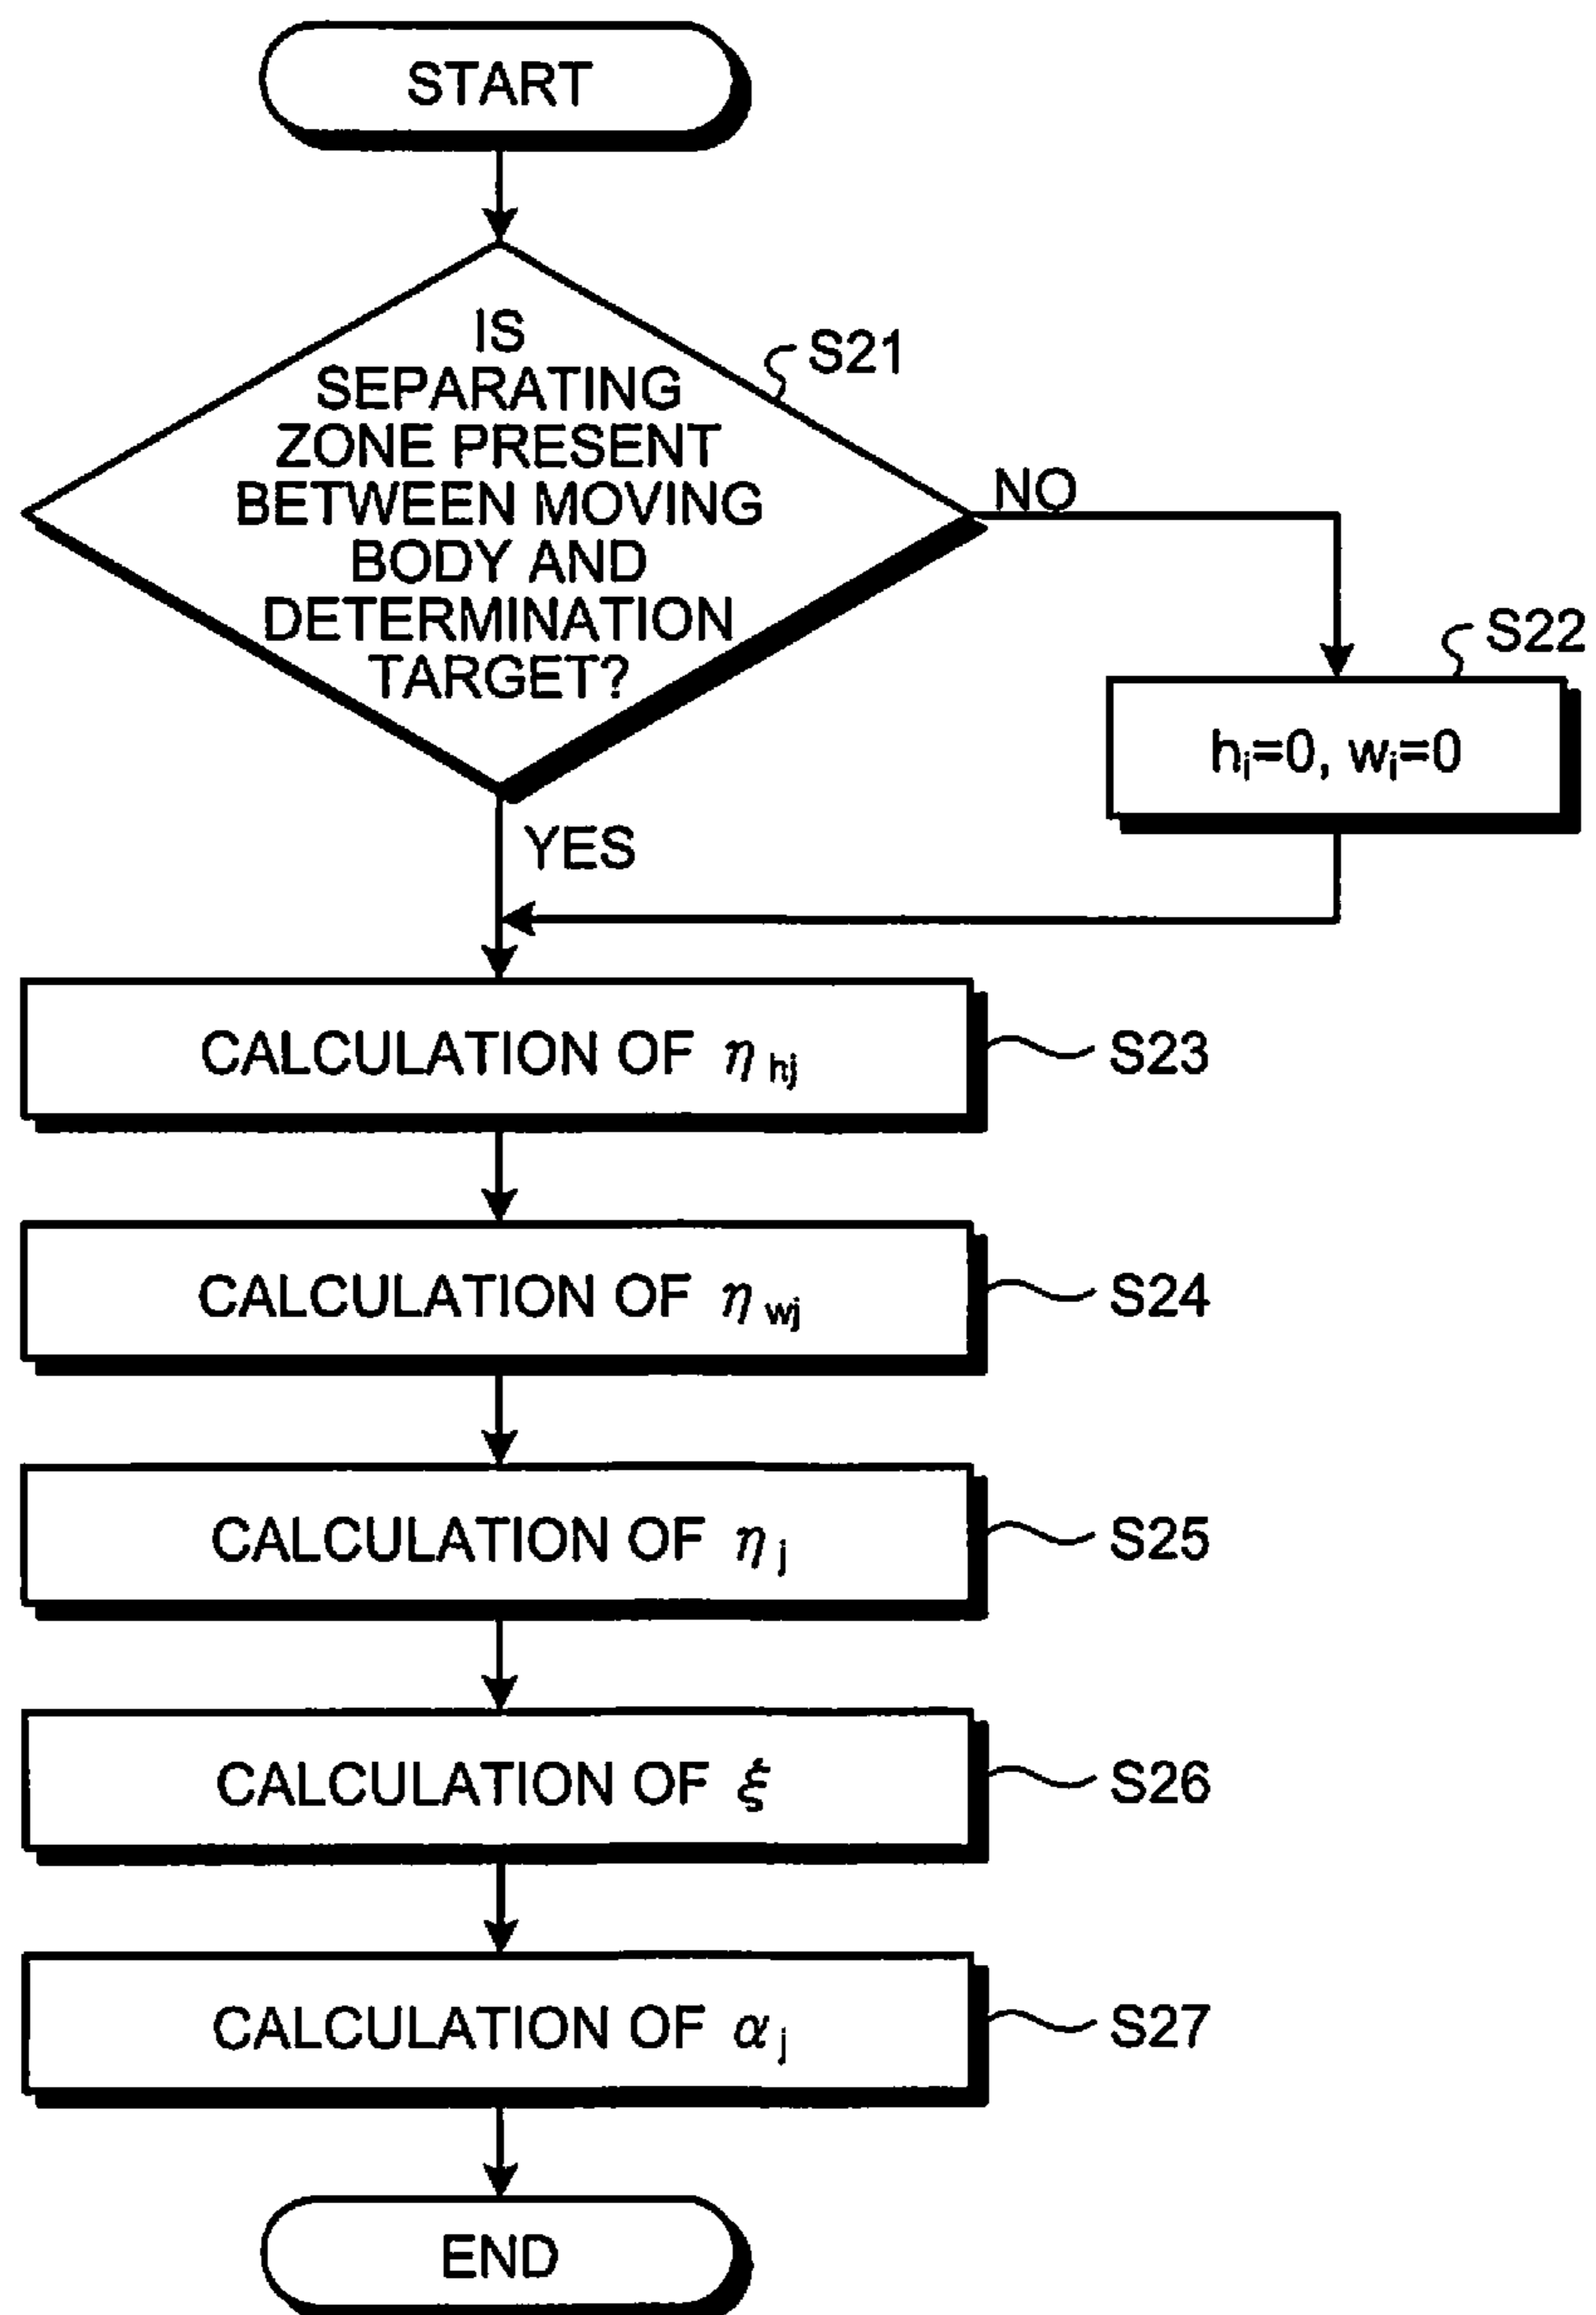 START
IS
SEPARATING
ZONE PRESENT
BETWEEN MOVING
BODY AND
DETERMINATION
TARGET?
S21
NO
S22
hi=0, wi=0
YES
CALCULATION OF ηhj
S23
CALCULATION OF ηwj
S24
CALCULATION OF ηj
S25
CALCULATION OF ξ
S26
CALCULATION OF αj
S27
END